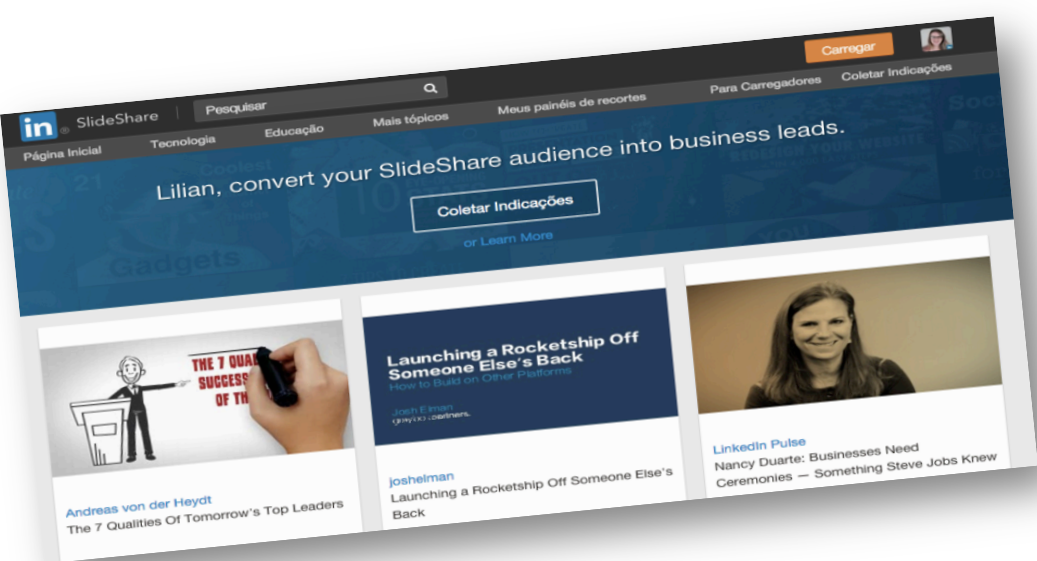 in ® SlideShare
Pesquisar
Carregar
Página Inicial
Tecnologia
Educação
Mais tópicos
Meus painéis de recortes
Para Carregadores
Coletar Indicações
Lilian, convert your SlideShare audience into business leads.
Coletar Indicações
or Learn More
Gadgets
THE 7 QUA
SUCCES
OF TH
Andreas von der Heydt
The 7 Qualities Of Tomorrow's Top Leaders
Launching a Rocketship Off
Someone Else's Back
How to Build on Other Platforms
Josh Elman
joshelman
Launching a Rocketship Off Someone Else's
Back
LinkedIn Pulse
Nancy Duarte: Businesses Need
Ceremonies — Something Steve Jobs Knew